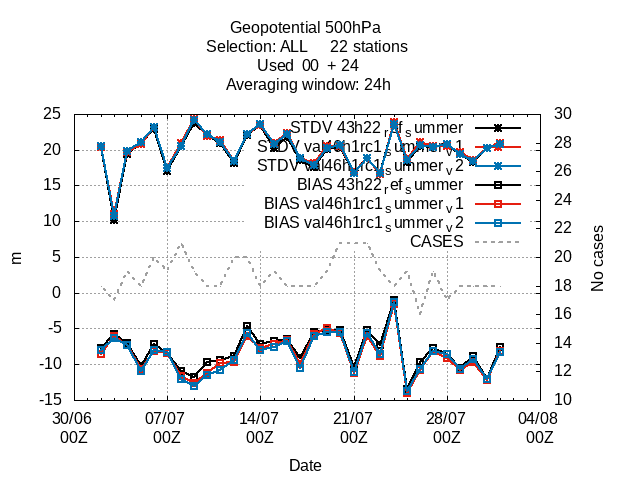 Geopotential 500hPa
Selection: ALL 22 stations
Used 00 + 24
Averaging window: 24h
STDV 43h22_ref_summer
STDV val46h1rc1_summer_v1
STDV val46h1rc1_summer_v2
BIAS 43h22_ref_summer
BIAS val46h1rc1_summer_v1
BIAS val46h1rc1_summer_v2
CASES
25
20
15
10
5
0
-5
-10
-15
m
30
28
26
24
22
20
18
16
14
12
10
No cases
30/06 07/07 14/07 21/07 28/07 04/08
00Z 00Z 00Z 00Z 00Z 00Z
Date